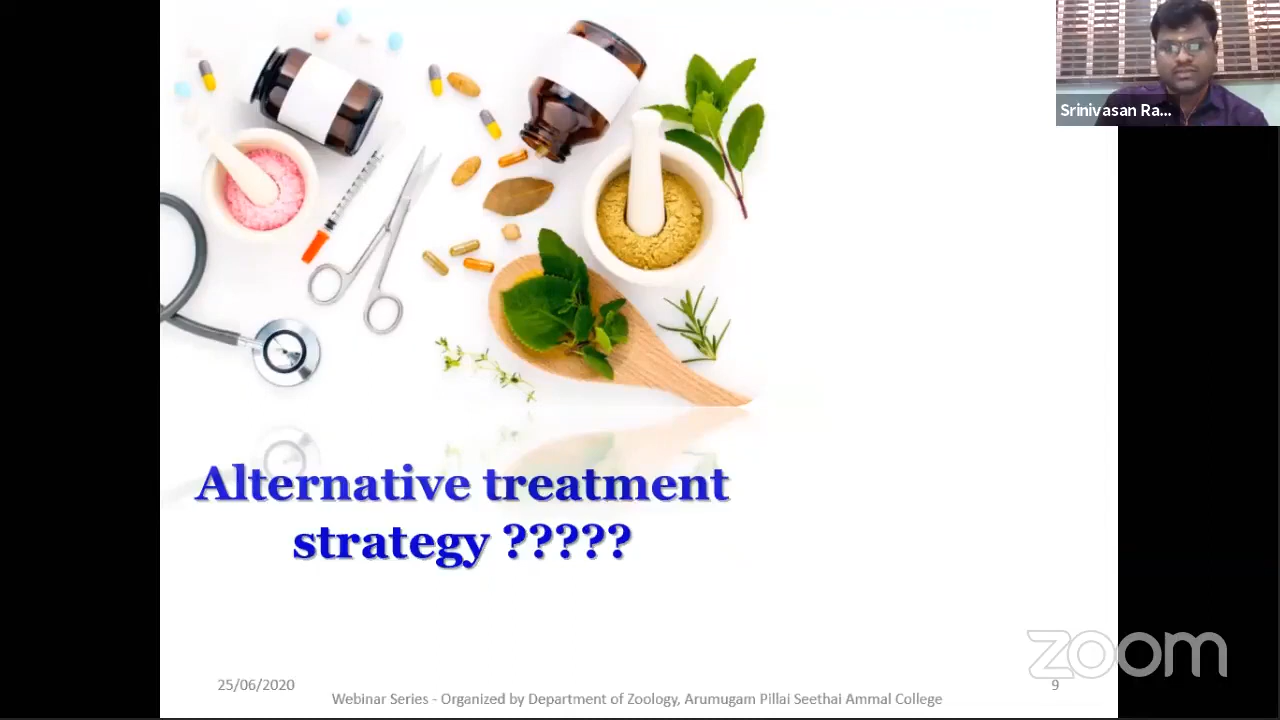 Srinivasan Ra...
Alternative treatment
strategy ?????
zoom
25/06/2020
9
Webinar Series - Organized by Department of Zoology, Arumugam Pillai Seethai Ammal College